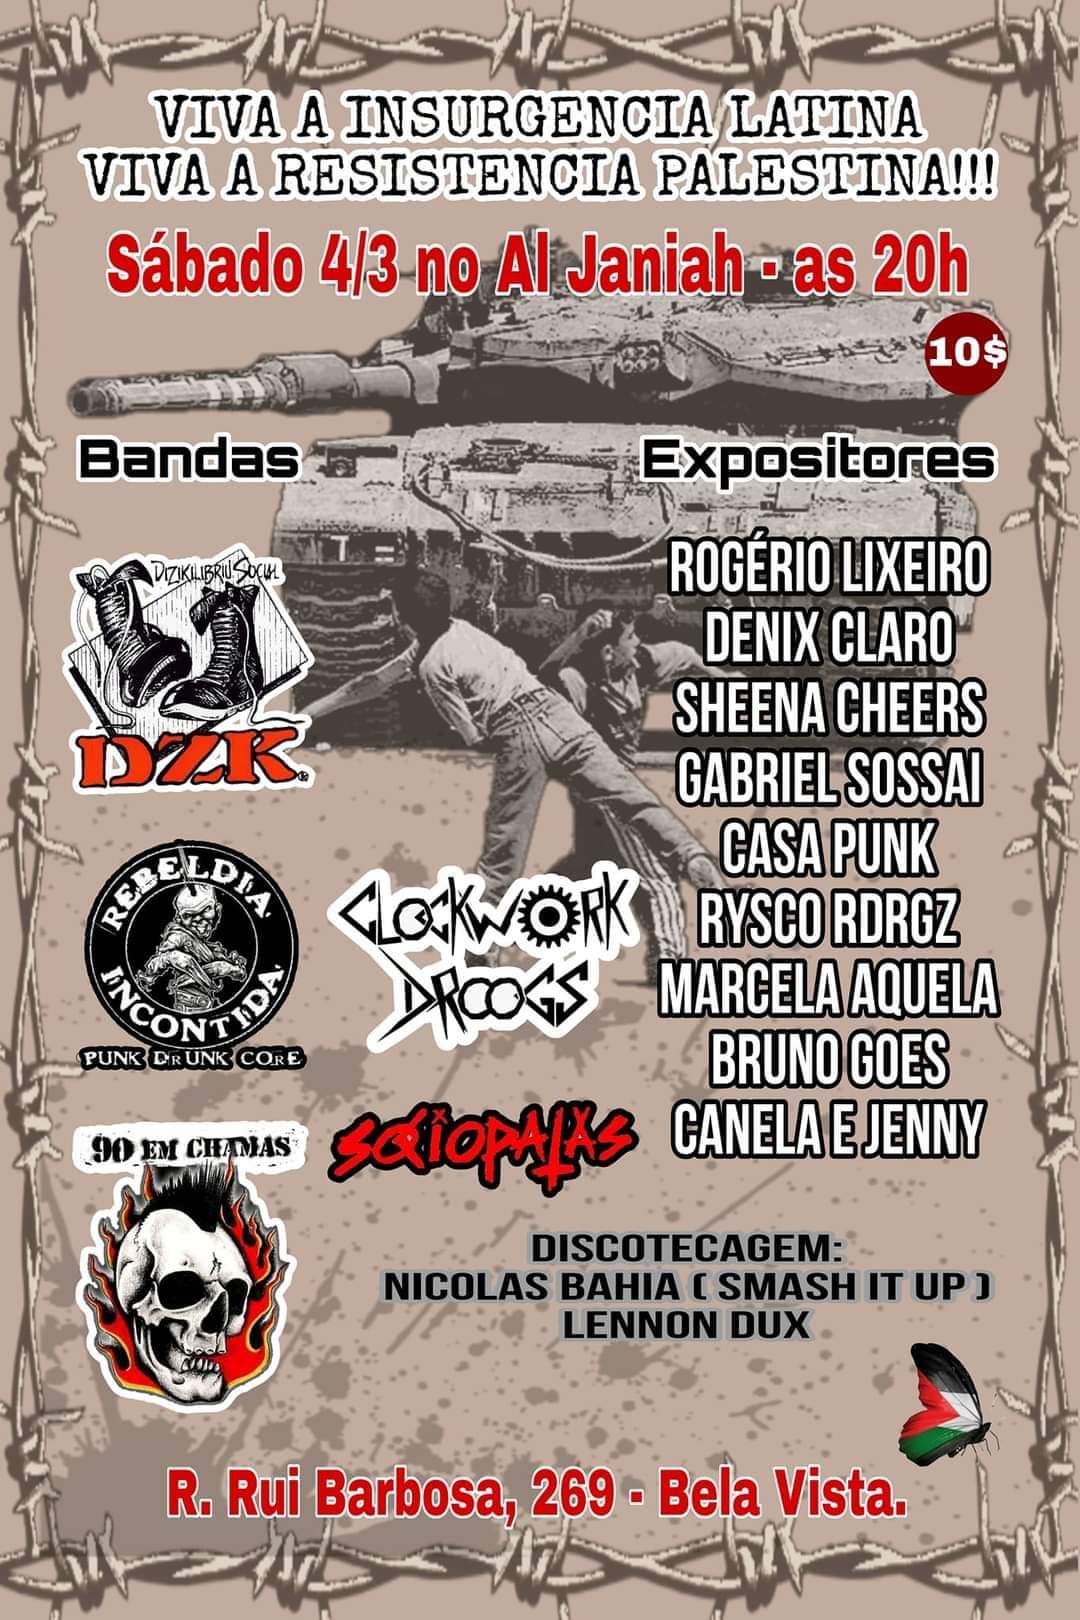 VIVA A INSURGENCIA LATINA
VIVA A RESISTENCIA PALESTINA!!!
Sábado 4/3 no Al Janiah - as 20h
10$
Bandas
DIZIKILIBRIU SOCIAL
DZK.
REBELDIA
INCONTIDA
PUNK DRUNK CORE
CLOCKWORK
DROOGS
90 EM CHAMAS
SOCIOPATAS
Expositores
ROGÉRIO LIXEIRO
DENIX CLARO
SHEENA CHEERS
GABRIEL SOSSAI
CASA PUNK
RYSCO RDRGZ
MARCELA AQUELA
BRUNO GOES
CANELA E JENNY
DISCOTECAGEM:
NICOLAS BAHIA ( SMASH IT UP )
LENNON DUX
R. Rui Barbosa, 269 - Bela Vista.